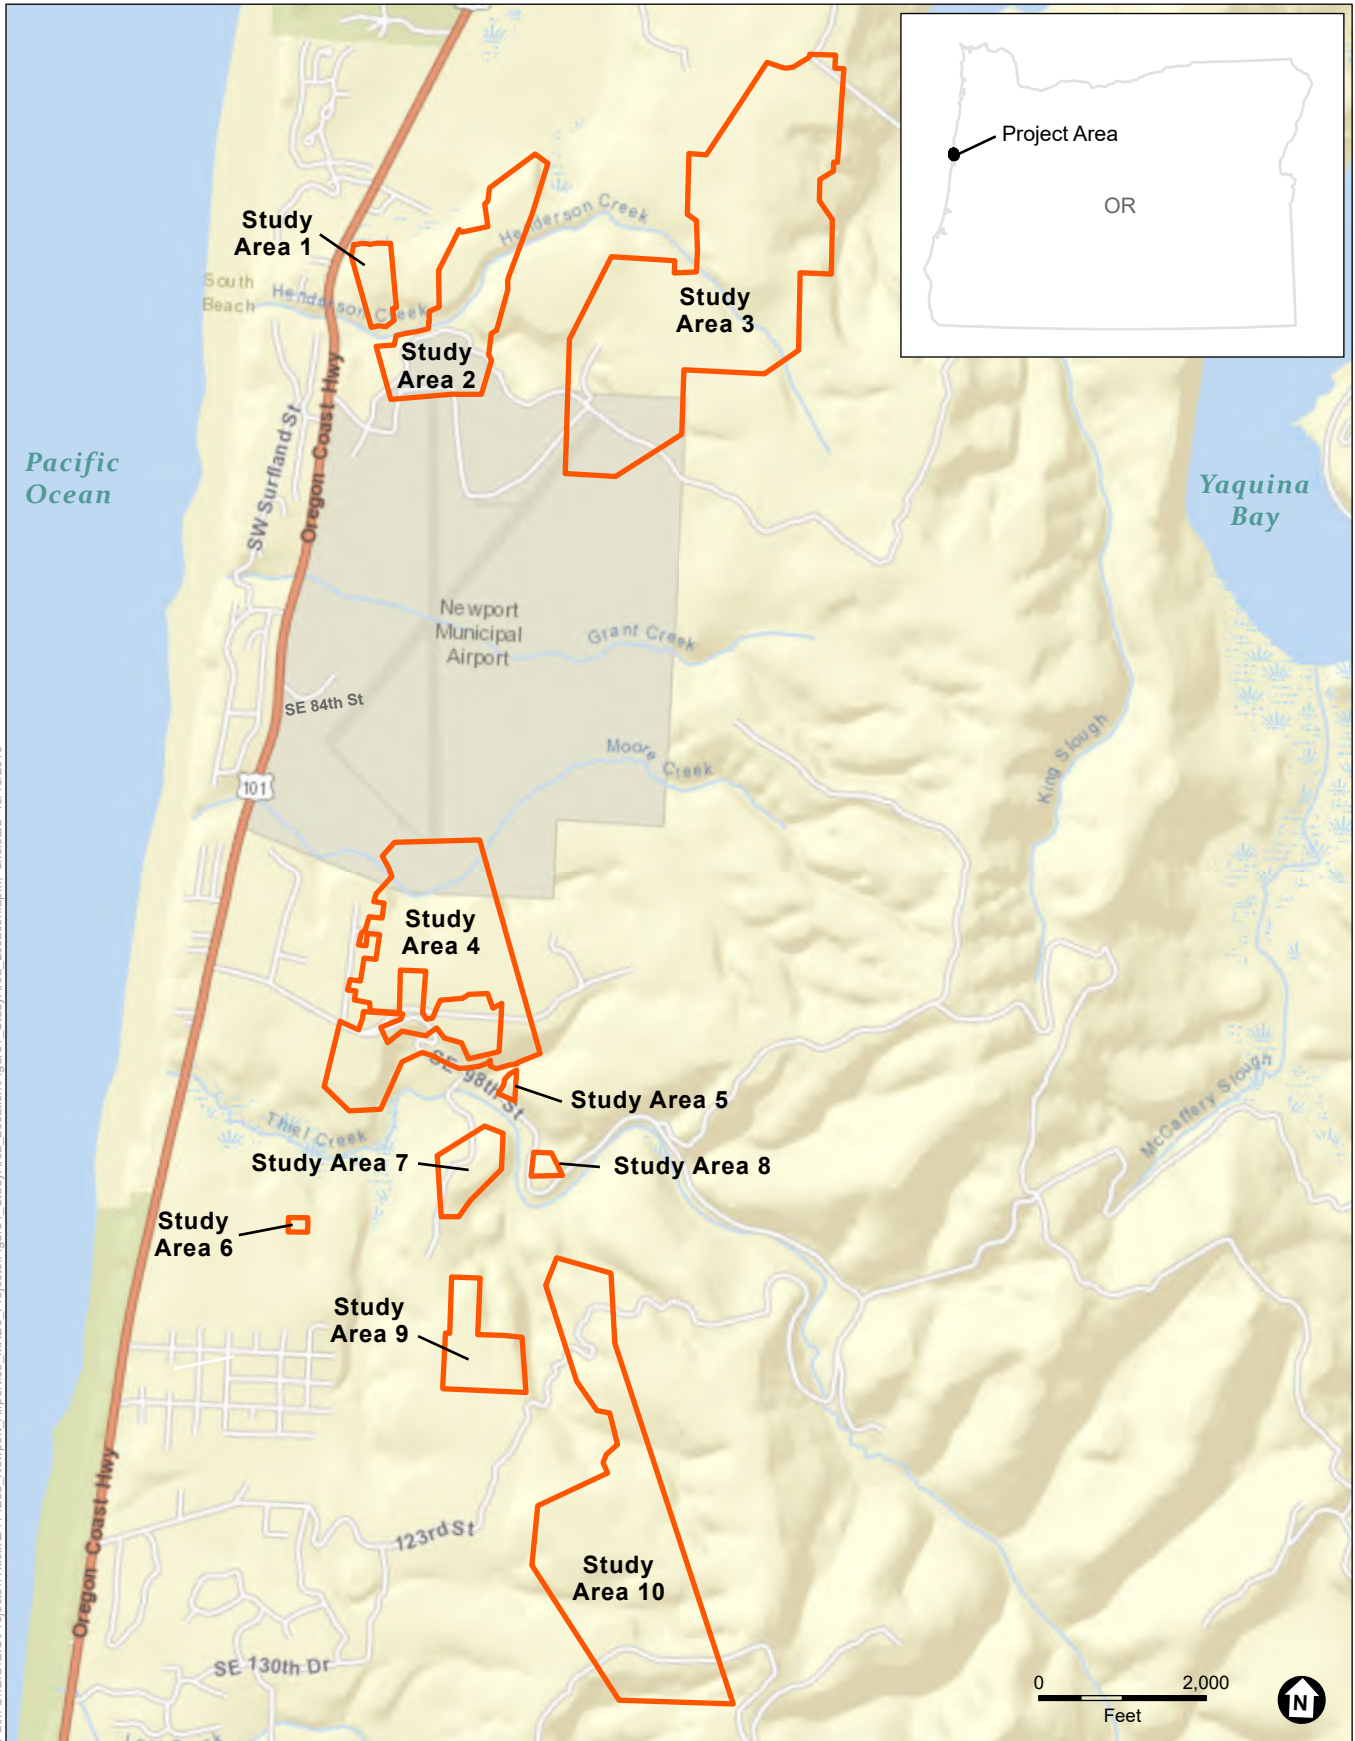 Project Area
OR
Study
Area 1
Henderson Creek
South
Beach
Henderson Creek
Study
Area 2
Study
Area 3
Oregon Coast Hwy
SW Surfland St
Pacific
Ocean
Yaquina
Bay
Newport
Municipal
Airport
Grant Creek
SE 84th St
Moore Creek
King Slough
101
Study
Area 4
SE 98th St
Study Area 5
Thiel Creek
McCaffery Slough
Study Area 7
Study Area 8
Study
Area 6
Study
Area 9
Oregon Coast Hwy
123rd St
Study
Area 10
SE 130th Dr
0 2,000
Feet
N